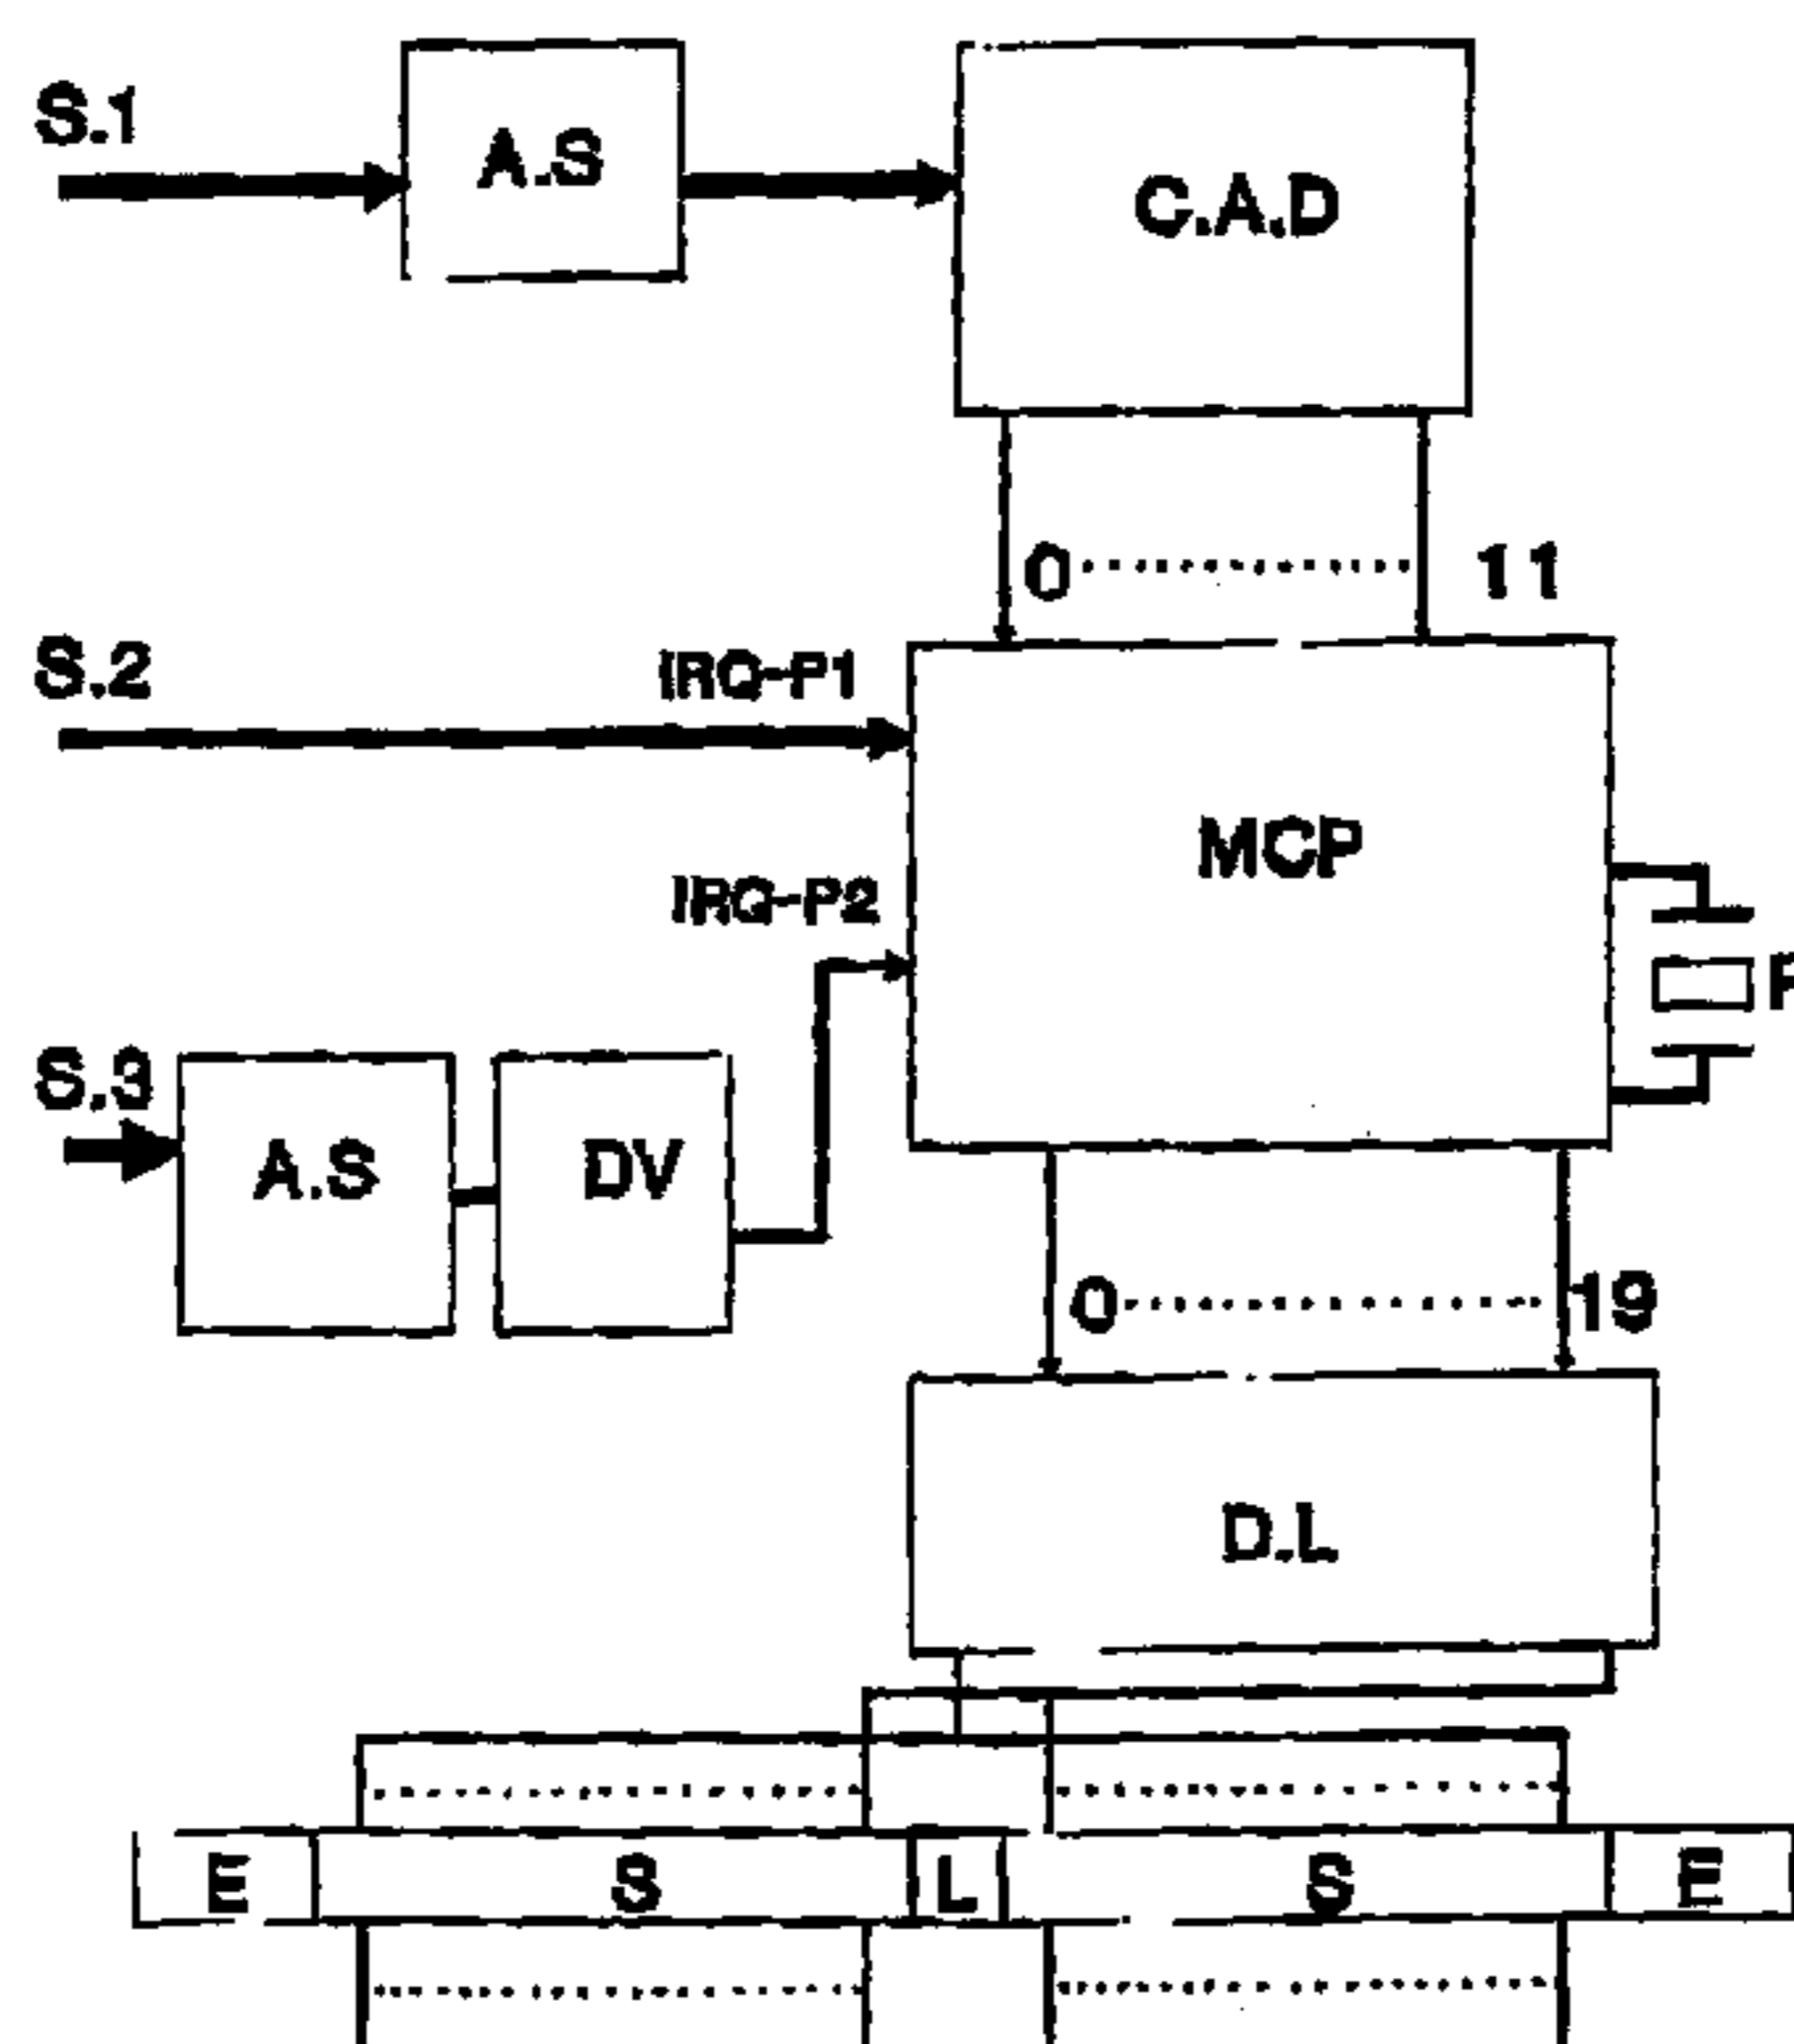 S.1
A.S
C.A.D
0 11
S.2
IRQ-P1
MCP
IRQ-P2
S.3
A.S
DV
0 19
D.L
E S L S E